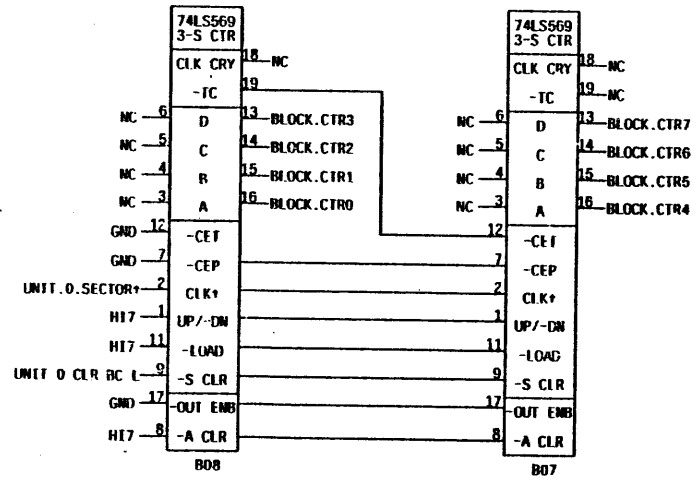 74LS569
3-S CTR
CLK CRY 18 NC
-TC 19
NC 6 D 13 BLOCK.CTR3
NC 5 C 14 BLOCK.CTR2
NC 4 B 15 BLOCK.CTR1
NC 3 A 16 BLOCK.CTR0
GND 12 -CET
GND 7 -CEP
UNIT.0.SECTOR↑ 2 CLK↑
HI7 1 UP/-DN
HI7 11 -LOAD
UNIT 0 CLR BC L 9 -S CLR
GND 17 -OUT ENB
HI7 8 -A CLR
B08
74LS569
3-S CTR
CLK CRY 18 NC
-TC 19 NC
NC 6 D 13 BLOCK.CTR7
NC 5 C 14 BLOCK.CTR6
NC 4 B 15 BLOCK.CTR5
NC 3 A 16 BLOCK.CTR4
12 -CET
7 -CEP
2 CLK↑
1 UP/-DN
11 -LOAD
9 -S CLR
17 -OUT ENB
8 -A CLR
B07